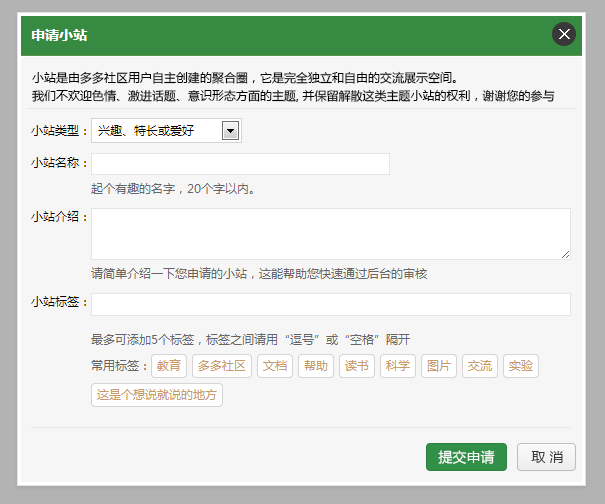 申请小站
小站是由多多社区用户自主创建的聚合圈，它是完全独立和自由的交流展示空间。
我们不欢迎色情、激进话题、意识形态方面的主题, 并保留解散这类主题小站的权利，谢谢您的参与
小站类型： 兴趣、特长或爱好
小站名称：
起个有趣的名字，20个字以内。
小站介绍：
请简单介绍一下您申请的小站，这能帮助您快速通过后台的审核
小站标签：
最多可添加5个标签，标签之间请用“逗号”或“空格”隔开
常用标签： 教育 多多社区 文档 帮助 读书 科学 图片 交流 实验
这是个想说就说的地方
提交申请 取 消